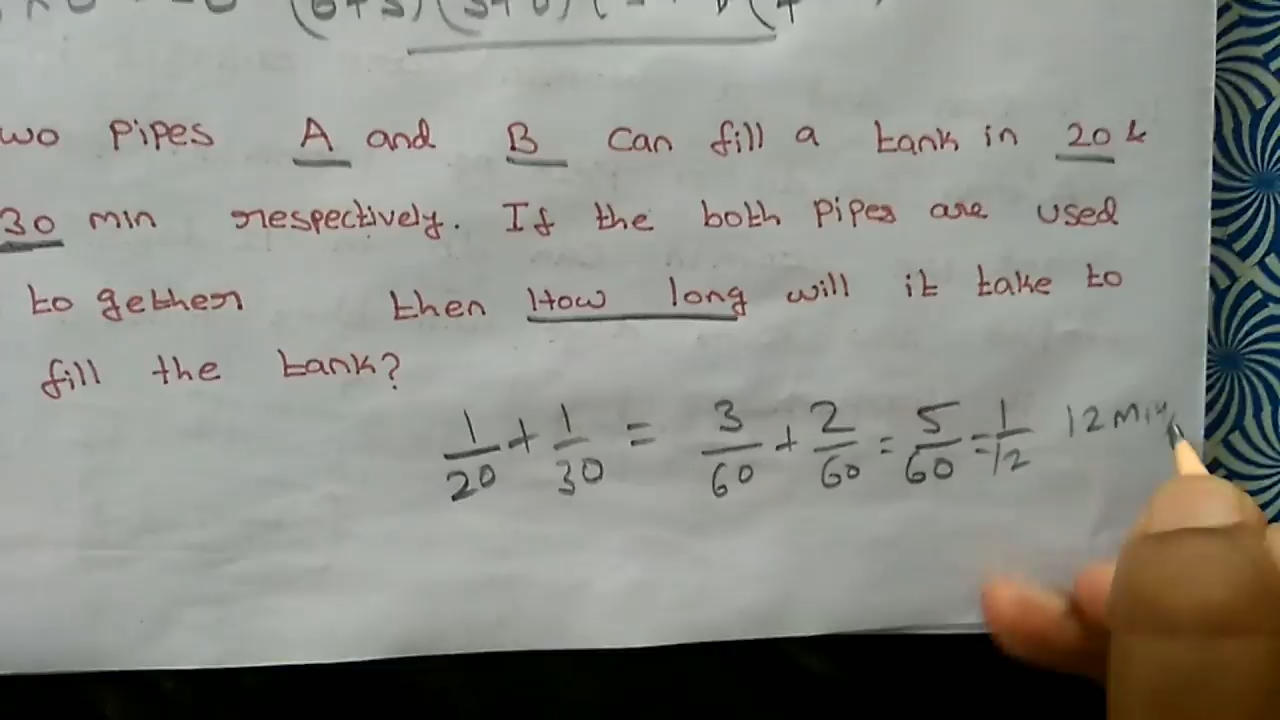 wo Pipes A and B can fill a tank in 20 &
30 min respectively. If the both pipes are used
to gether then How long will it take to
fill the tank?
1/20 + 1/30 = 3/60 + 2/60 = 5/60 = 1/12 12 Min